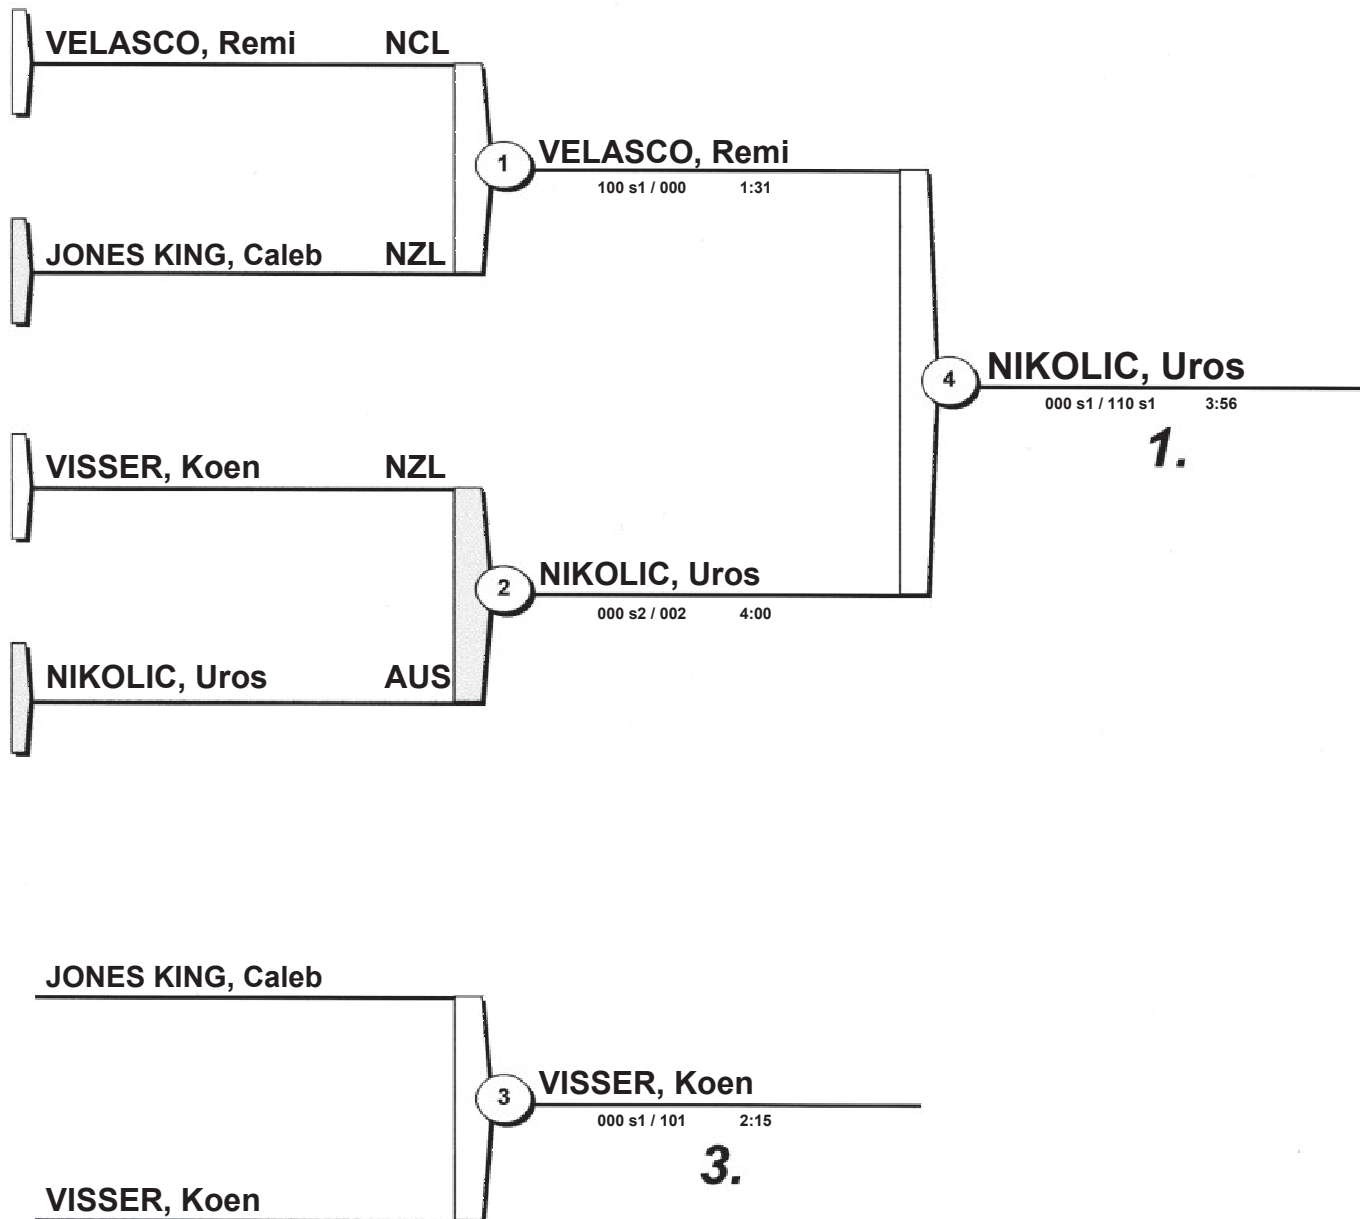 VELASCO, Remi NCL
1 VELASCO, Remi
100 s1 / 000 1:31
JONES KING, Caleb NZL
4 NIKOLIC, Uros
000 s1 / 110 s1 3:56
1.
VISSER, Koen NZL
2 NIKOLIC, Uros
000 s2 / 002 4:00
NIKOLIC, Uros AUS
JONES KING, Caleb
3 VISSER, Koen
000 s1 / 101 2:15
3.
VISSER, Koen